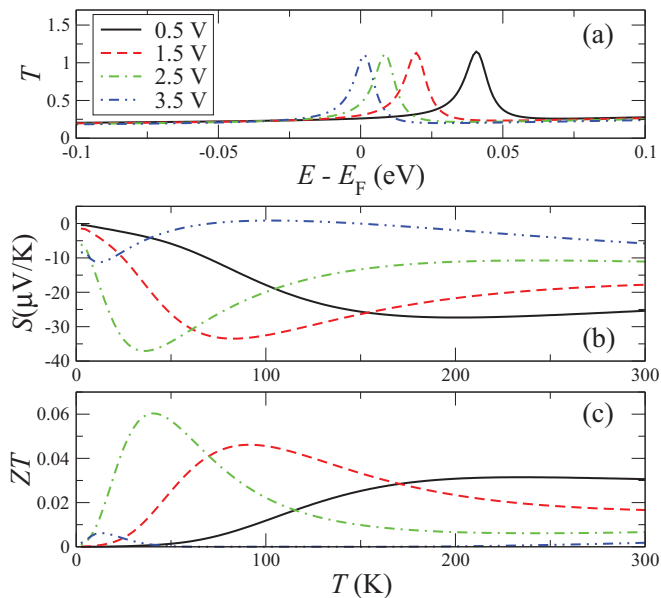 1.5
1
0.5
0
T
0.5 V
1.5 V
2.5 V
3.5 V
(a)
-0.1 -0.05 0 0.05 0.1
E - E_F (eV)
0
-10
-20
-30
-40
S(µV/K)
(b)
0 100 200 300
0.06
0.04
0.02
0
ZT
(c)
0 100 200 300
T (K)